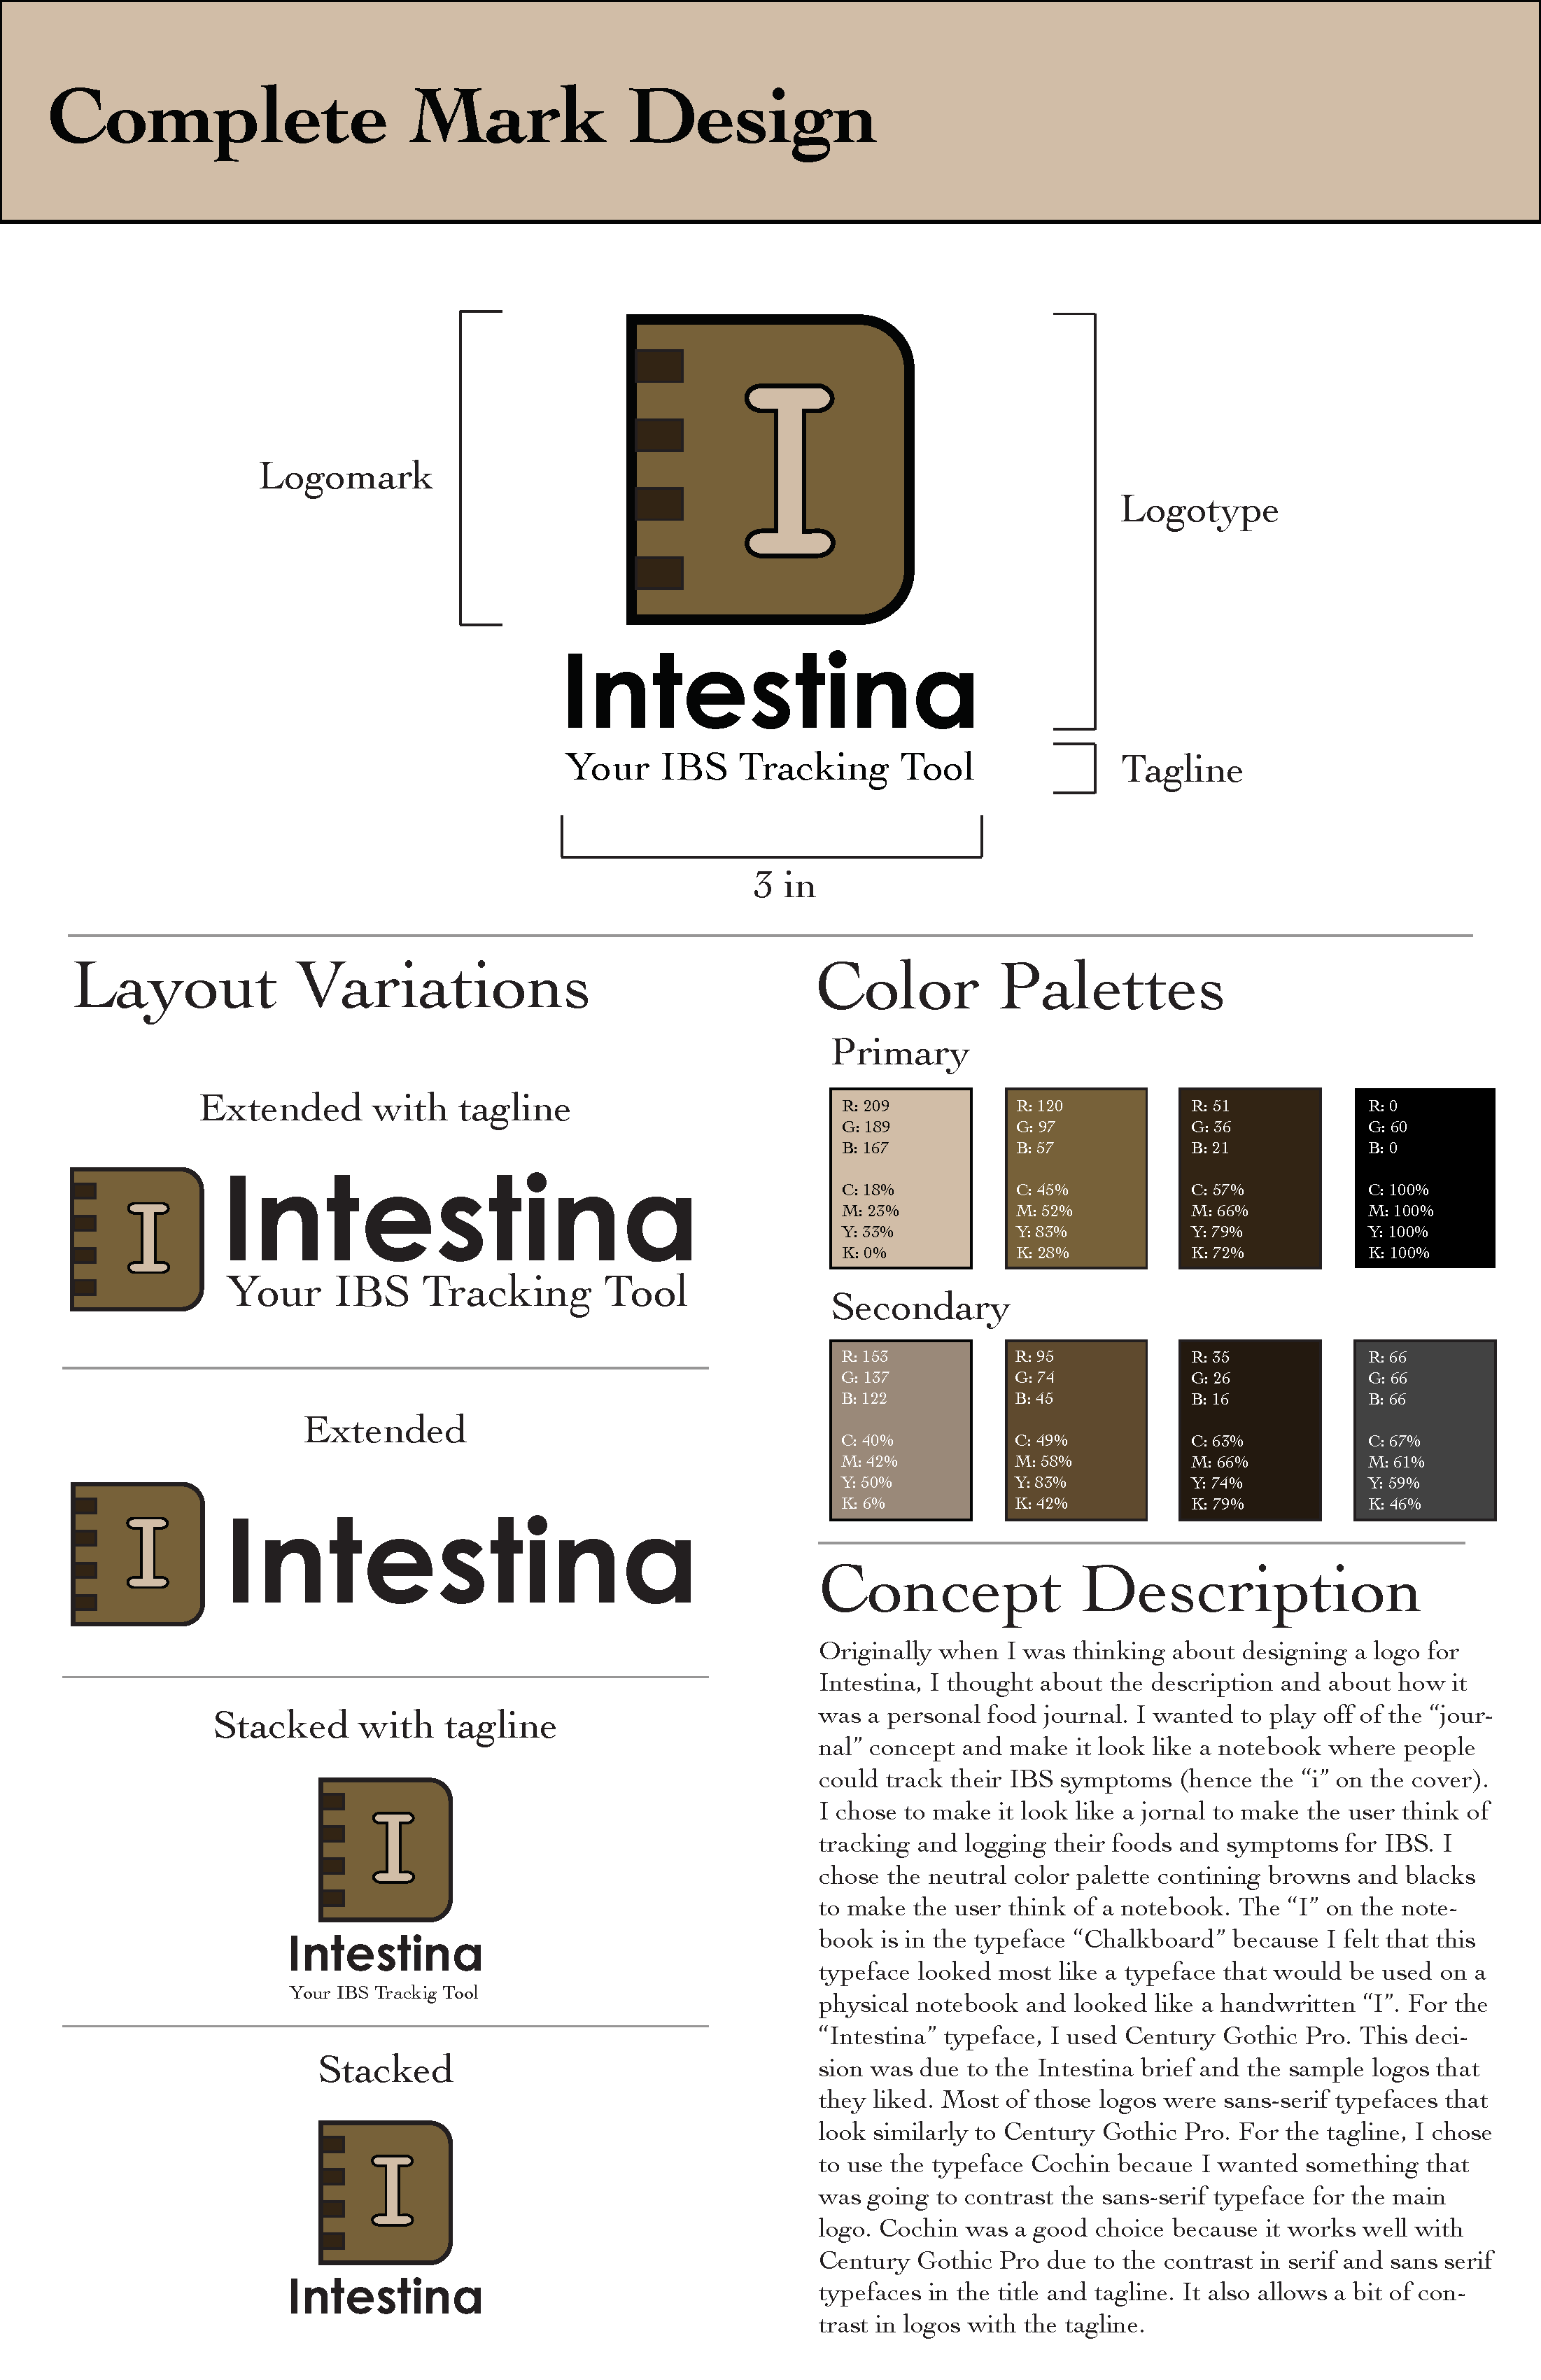 Complete Mark Design
I
Logomark
Logotype
Intestina
Your IBS Tracking Tool
Tagline
3 in
Layout Variations
Extended with tagline
I
Intestina
Your IBS Tracking Tool
Extended
I
Intestina
Stacked with tagline
I
Intestina
Your IBS Trackig Tool
Stacked
I
Intestina
Color Palettes
Primary
R: 209
G: 189
B: 167
C: 18%
M: 23%
Y: 33%
K: 0%
R: 120
G: 97
B: 57
C: 45%
M: 52%
Y: 83%
K: 28%
R: 51
G: 36
B: 21
C: 57%
M: 66%
Y: 79%
K: 72%
R: 0
G: 60
B: 0
C: 100%
M: 100%
Y: 100%
K: 100%
Secondary
R: 153
G: 137
B: 122
C: 40%
M: 42%
Y: 50%
K: 6%
R: 95
G: 74
B: 45
C: 49%
M: 58%
Y: 83%
K: 42%
R: 35
G: 26
B: 16
C: 63%
M: 66%
Y: 74%
K: 79%
R: 66
G: 66
B: 66
C: 67%
M: 61%
Y: 59%
K: 46%
Concept Description
Originally when I was thinking about designing a logo for
Intestina, I thought about the description and about how it
was a personal food journal. I wanted to play off of the “jour-
nal” concept and make it look like a notebook where people
could track their IBS symptoms (hence the “i” on the cover).
I chose to make it look like a jornal to make the user think of
tracking and logging their foods and symptoms for IBS. I
chose the neutral color palette contining browns and blacks
to make the user think of a notebook. The “I” on the note-
book is in the typeface “Chalkboard” because I felt that this
typeface looked most like a typeface that would be used on a
physical notebook and looked like a handwritten “I”. For the
“Intestina” typeface, I used Century Gothic Pro. This deci-
sion was due to the Intestina brief and the sample logos that
they liked. Most of those logos were sans-serif typefaces that
look similarly to Century Gothic Pro. For the tagline, I chose
to use the typeface Cochin becaue I wanted something that
was going to contrast the sans-serif typeface for the main
logo. Cochin was a good choice because it works well with
Century Gothic Pro due to the contrast in serif and sans serif
typefaces in the title and tagline. It also allows a bit of con-
trast in logos with the tagline.